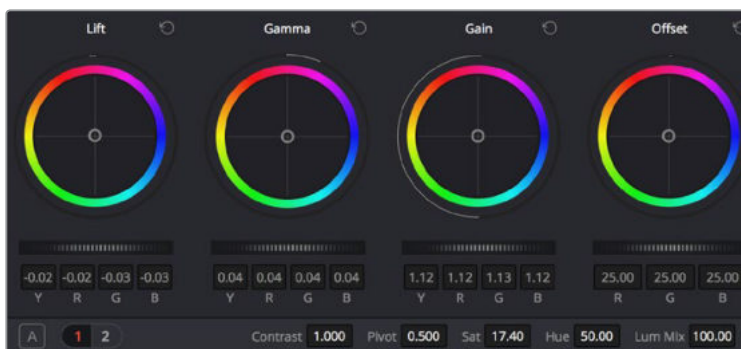 Lift Gamma Gain Offset
-0.02 -0.02 -0.03 -0.03 0.04 0.04 0.04 0.04 1.12 1.12 1.13 1.12 25.00 25.00 25.00
Y R G B Y R G B Y R G B R G B
A 1 2 Contrast 1.000 Pivot 0.500 Sat 17.40 Hue 50.00 Lum Mix 100.00